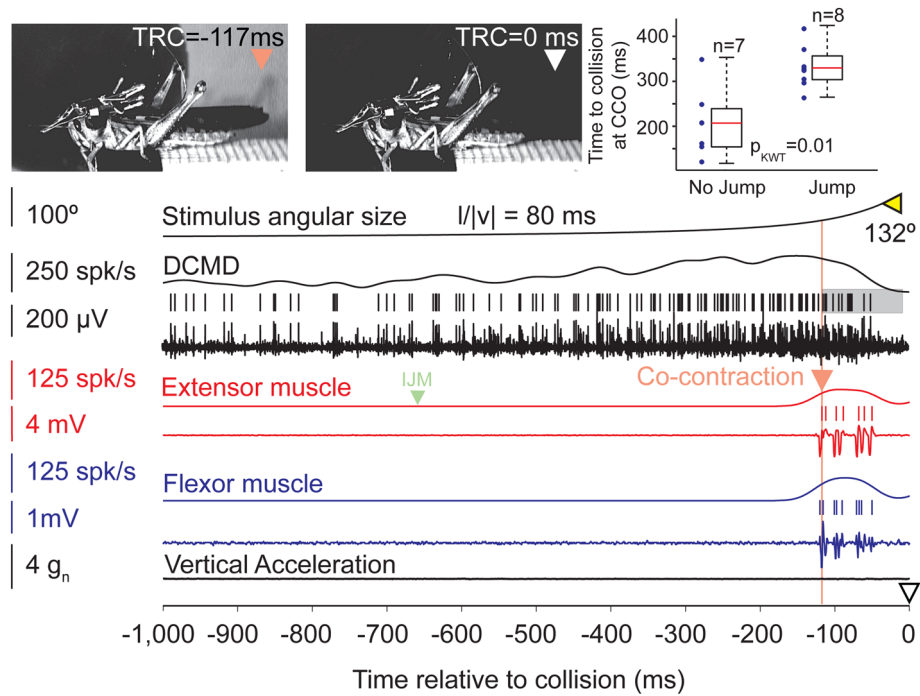 TRC=-117ms
TRC=0 ms
Time to collision
at CCO (ms)
400
300
200
n=7
n=8
p_KWT=0.01
No Jump
Jump
100º
Stimulus angular size
l/|v| = 80 ms
132º
250 spk/s
DCMD
200 µV
125 spk/s
Extensor muscle
IJM
Co-contraction
4 mV
125 spk/s
Flexor muscle
1mV
4 g_n
Vertical Acceleration
-1,000 -900 -800 -700 -600 -500 -400 -300 -200 -100 0
Time relative to collision (ms)